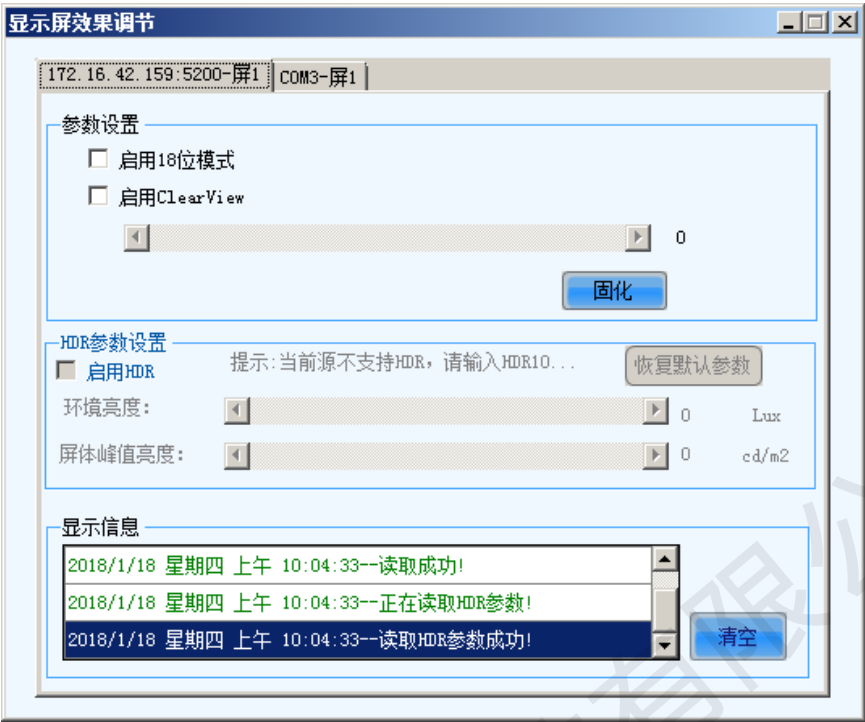 显示屏效果调节
172.16.42.159:5200-屏1 COM3-屏1
参数设置
启用18位模式
启用ClearView
0
固化
HDR参数设置
启用HDR 提示:当前源不支持HDR，请输入HDR10... 恢复默认参数
环境亮度: 0 Lux
屏体峰值亮度: 0 cd/m2
显示信息
2018/1/18 星期四 上午 10:04:33--读取成功!
2018/1/18 星期四 上午 10:04:33--正在读取HDR参数!
2018/1/18 星期四 上午 10:04:33--读取HDR参数成功!
清空
有限公